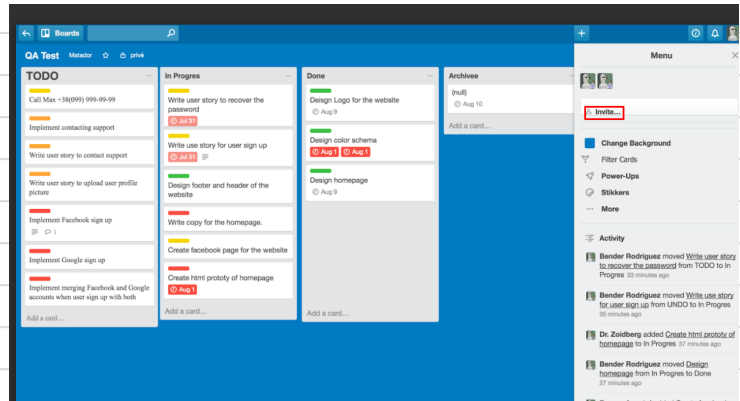 Boards
QA Test Matador privé
TODO
Call Max +38(099) 999-99-99
Implement contacting support
Write user story to contact support
Write user story to upload user profile
picture
Implement Facebook sign up
1
Implement Google sign up
Implement merging Facebook and Google
accounts when user sign up with both
Add a card...
In Progres
Write user story to recover the
password
Jul 31
Write use story for user sign up
Jul 31
Design footer and header of the
website
Write copy for the homepage.
Create facebook page for the website
Create html prototy of homepage
Aug 1
Add a card...
Done
Deisgn Logo for the website
Aug 9
Design color schema
Aug 1 Aug 1
Design homepage
Aug 9
Add a card...
Archivee
(null)
Aug 10
Add a card...
Menu
Invite...
Change Background
Filter Cards
Power-Ups
Stikkers
More
Activity
Bender Rodriguez moved Write user story
to recover the password from TODO to In
Progres 33 minutes ago
Bender Rodriguez moved Write use story
for user sign up from UNDO to In Progres
35 minutes ago
Dr. Zoidberg added Create html prototy of
homepage to In Progres 37 minutes ago
Bender Rodriguez moved Design
homepage from In Progres to Done
27 minutes ago